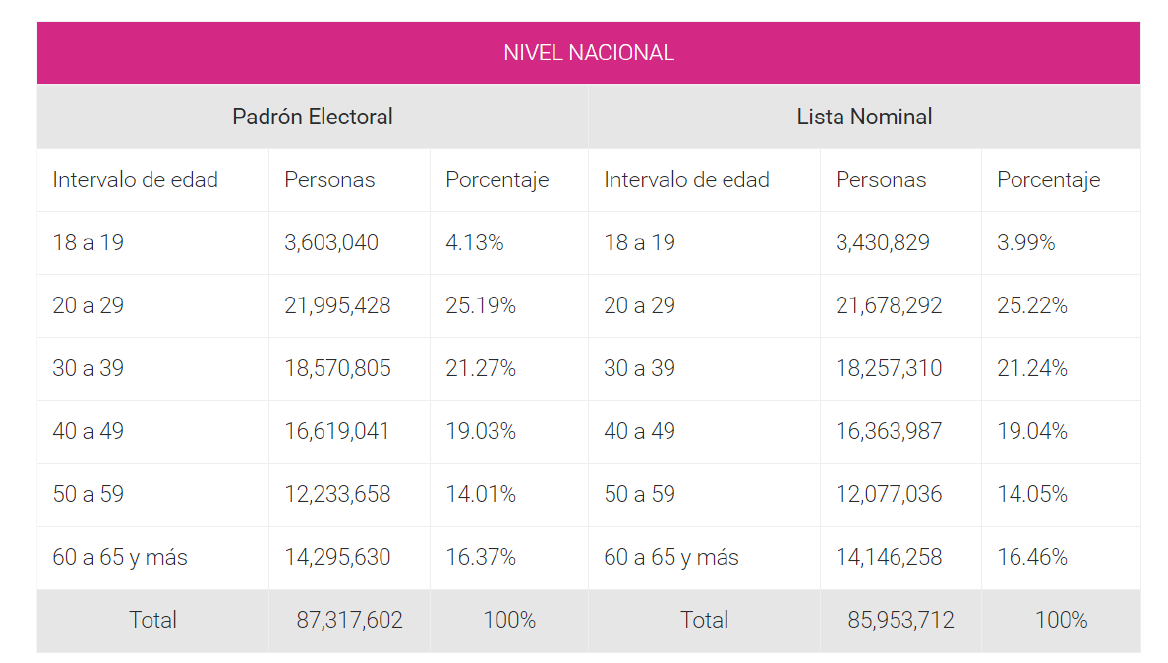 NIVEL NACIONAL
Padrón Electoral Lista Nominal
Intervalo de edad Personas Porcentaje Intervalo de edad Personas Porcentaje
18 a 19 3,603,040 4.13% 18 a 19 3,430,829 3.99%
20 a 29 21,995,428 25.19% 20 a 29 21,678,292 25.22%
30 a 39 18,570,805 21.27% 30 a 39 18,257,310 21.24%
40 a 49 16,619,041 19.03% 40 a 49 16,363,987 19.04%
50 a 59 12,233,658 14.01% 50 a 59 12,077,036 14.05%
60 a 65 y más 14,295,630 16.37% 60 a 65 y más 14,146,258 16.46%
Total 87,317,602 100% Total 85,953,712 100%